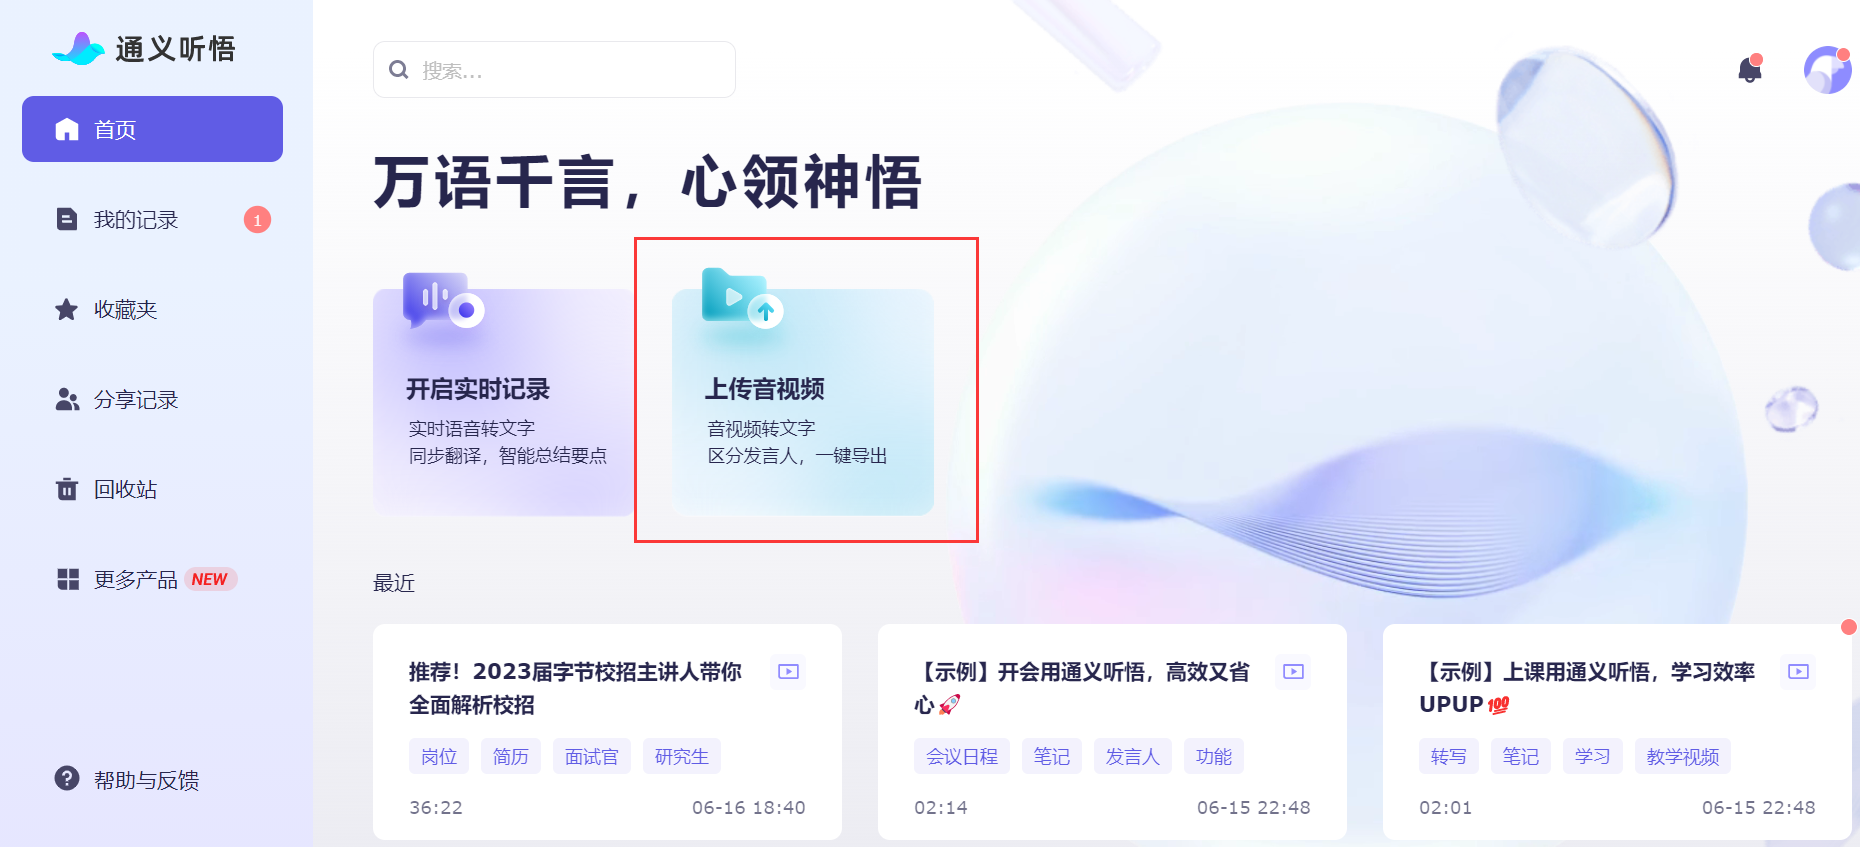 通义听悟
首页
我的记录
1
收藏夹
分享记录
回收站
更多产品 NEW
帮助与反馈
搜索...
万语千言，心领神悟
开启实时记录
实时语音转文字
同步翻译，智能总结要点
上传音视频
音视频转文字
区分发言人，一键导出
最近
推荐！2023届字节校招主讲人带你
全面解析校招
岗位 简历 面试官 研究生
36:22 06-16 18:40
【示例】开会用通义听悟，高效又省
心🚀
会议日程 笔记 发言人 功能
02:14 06-15 22:48
【示例】上课用通义听悟，学习效率
UPUP💯
转写 笔记 学习 教学视频
02:01 06-15 22:48